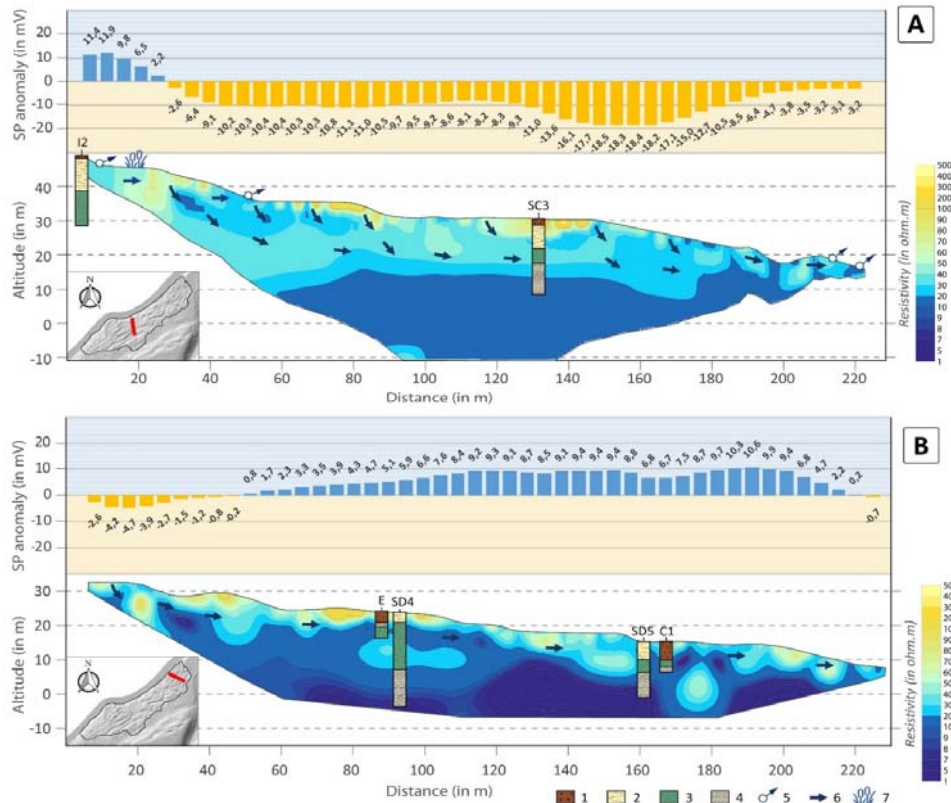 A
SP anomaly (in mV)
20
10
0
-10
-20
11,4 11,9 9,8 6,5 2,2
-2,6 -6,4 -9,1 -10,2 -10,3 -10,4 -10,4 -10,3 -10,3 -10,8 -11,1 -11,0 -10,5 -9,7 -9,5 -9,2 -8,6 -8,1 -8,2 -8,3 -9,3 -11,0 -13,6 -16,1 -17,7 -18,5 -18,3 -18,4 -18,2 -17,1 -15,0 -10,5 -8,5 -6,4 -4,7 -3,8 -3,5 -3,2 -3,1 -3,2
I2
SC3
Altitude (in m)
40
30
20
10
0
-10
N
20 40 60 80 100 120 140 160 180 200 220
Distance (in m)
Resistivity (in ohm.m)
500
400
300
200
100
B
SP anomaly (in mV)
20
10
0
-10
-20
0,8 1,7 2,3 3,3 3,5 3,9 4,3 4,7 5,1 5,9 6,6 7,6 8,4 9,2 9,3 9,1 8,7 8,5 9,1 9,4 9,4 9,4 8,8 6,8 6,7 7,5 8,7 9,7 10,3 10,6 9,9 9,4 6,8 4,7 2,2 0,2
-2,6 -4,2 -4,7 -3,9 -2,7 -1,5 -1,2 -0,8 -0,2 -0,7
E SD4
SD5 C1
Altitude (in m)
30
20
10
0
-10
N
20 40 60 80 100 120 140 160 180 200 220
Distance (in m)
Resistivity (in ohm.m)
1 2 3 4 5 6 7